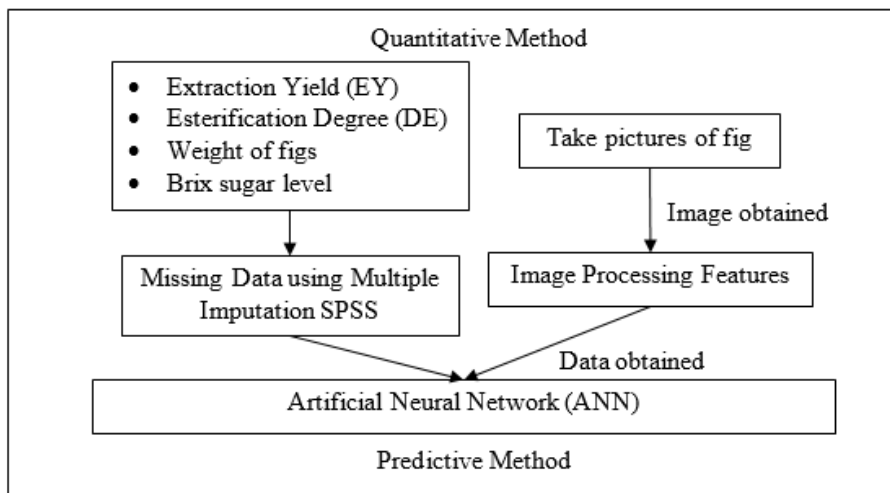 Quantitative Method
• Extraction Yield (EY)
• Esterification Degree (DE)
• Weight of figs
• Brix sugar level
Take pictures of fig
Image obtained
Missing Data using Multiple
Imputation SPSS
Image Processing Features
Data obtained
Artificial Neural Network (ANN)
Predictive Method